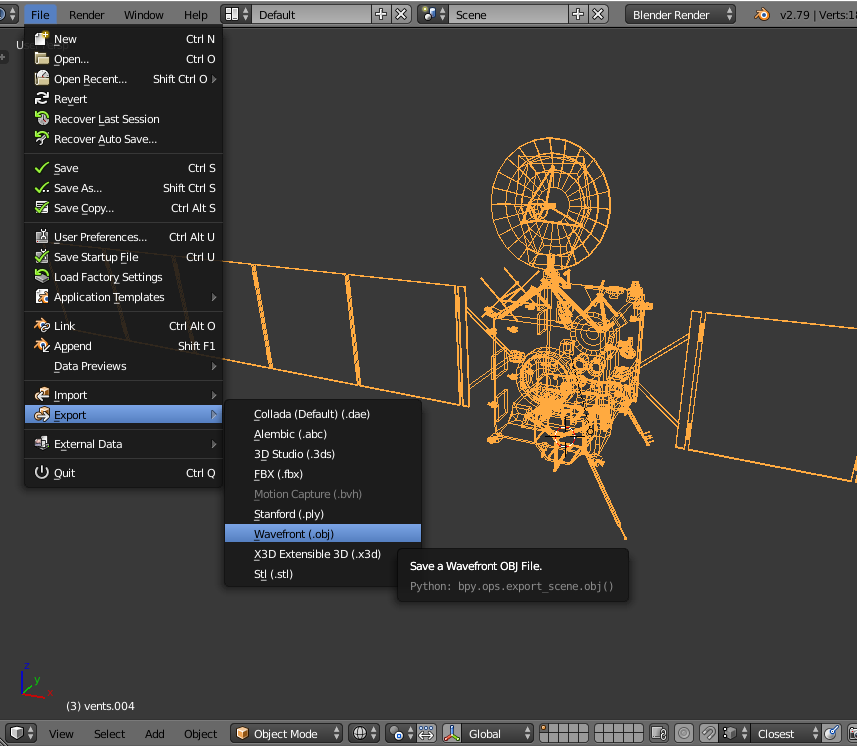 File Render Window Help Default Scene Blender Render v2.79 | Verts:18
New Ctrl N
Open... Ctrl O
Open Recent... Shift Ctrl O
Revert
Recover Last Session
Recover Auto Save...
Save Ctrl S
Save As... Shift Ctrl S
Save Copy... Ctrl Alt S
User Preferences... Ctrl Alt U
Save Startup File Ctrl U
Load Factory Settings
Application Templates
Link Ctrl Alt O
Append Shift F1
Data Previews
Import
Export
External Data
Quit Ctrl Q
Collada (Default) (.dae)
Alembic (.abc)
3D Studio (.3ds)
FBX (.fbx)
Motion Capture (.bvh)
Stanford (.ply)
Wavefront (.obj)
X3D Extensible 3D (.x3d)
Stl (.stl)
Save a Wavefront OBJ File.
Python: bpy.ops.export_scene.obj()
z
y
x
(3) vents.004
View Select Add Object Object Mode Global Closest